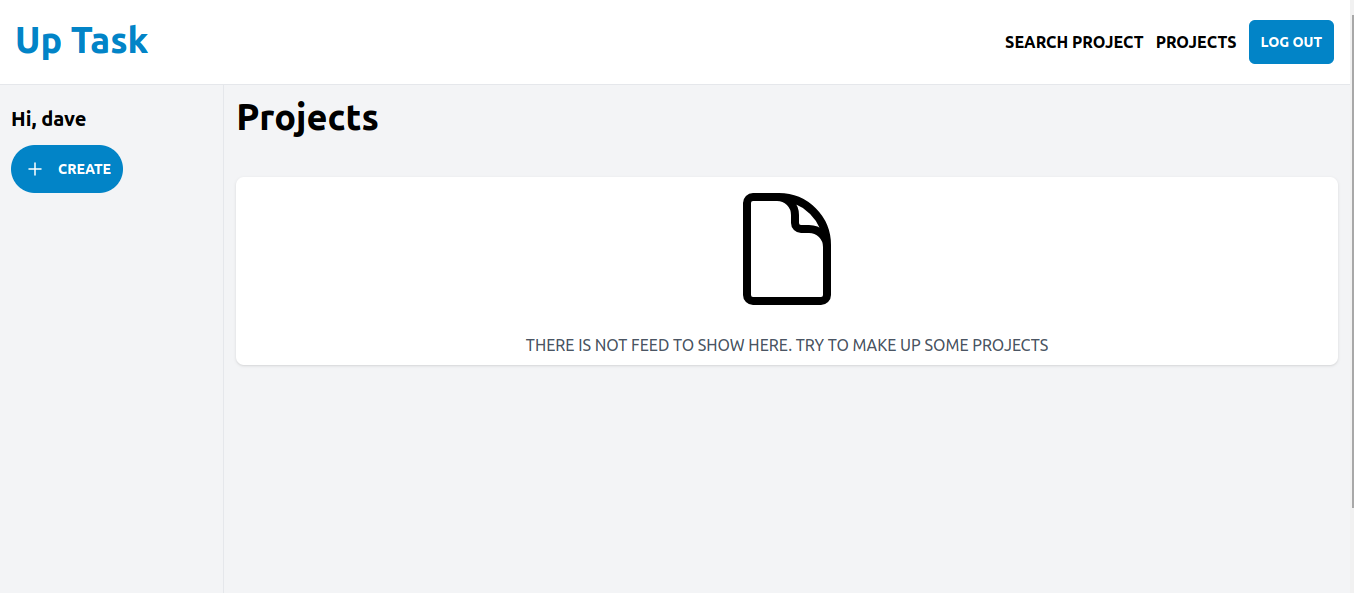 Up Task
SEARCH PROJECT PROJECTS LOG OUT
Hi, dave
CREATE
Projects
THERE IS NOT FEED TO SHOW HERE. TRY TO MAKE UP SOME PROJECTS